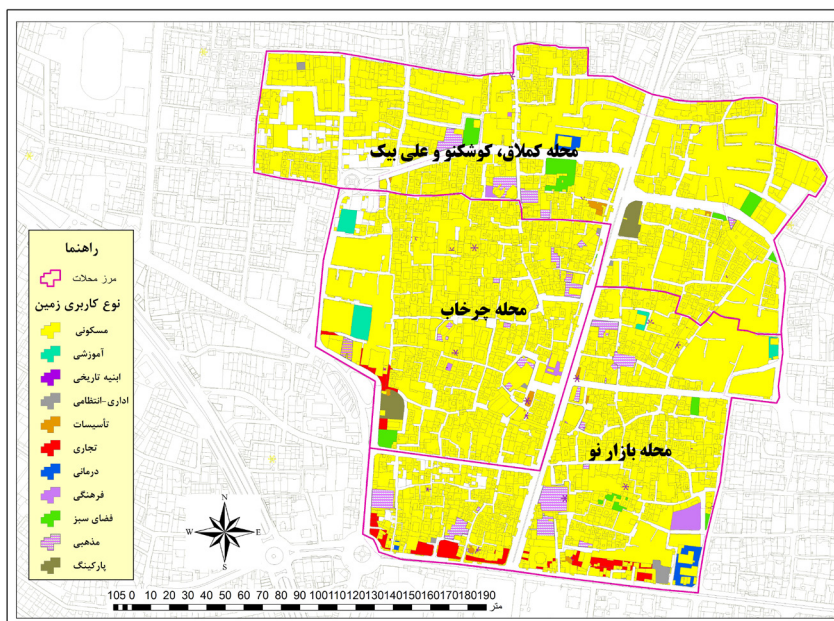 محله کملاق، کوشکنو و علی بیک
محله چرخاب
محله بازار نو
راهنما
مرز محلات
نوع کاربری زمین
مسکونی
آموزشی
ابنیه تاریخی
اداری-انتظامی
تأسیسات
تجاری
درمانی
فرهنگی
فضای سبز
مذهبی
پارکینگ
N
W E
S
105 0 10 20 30 40 50 60 70 80 90 100110120130140150160170180190
متر